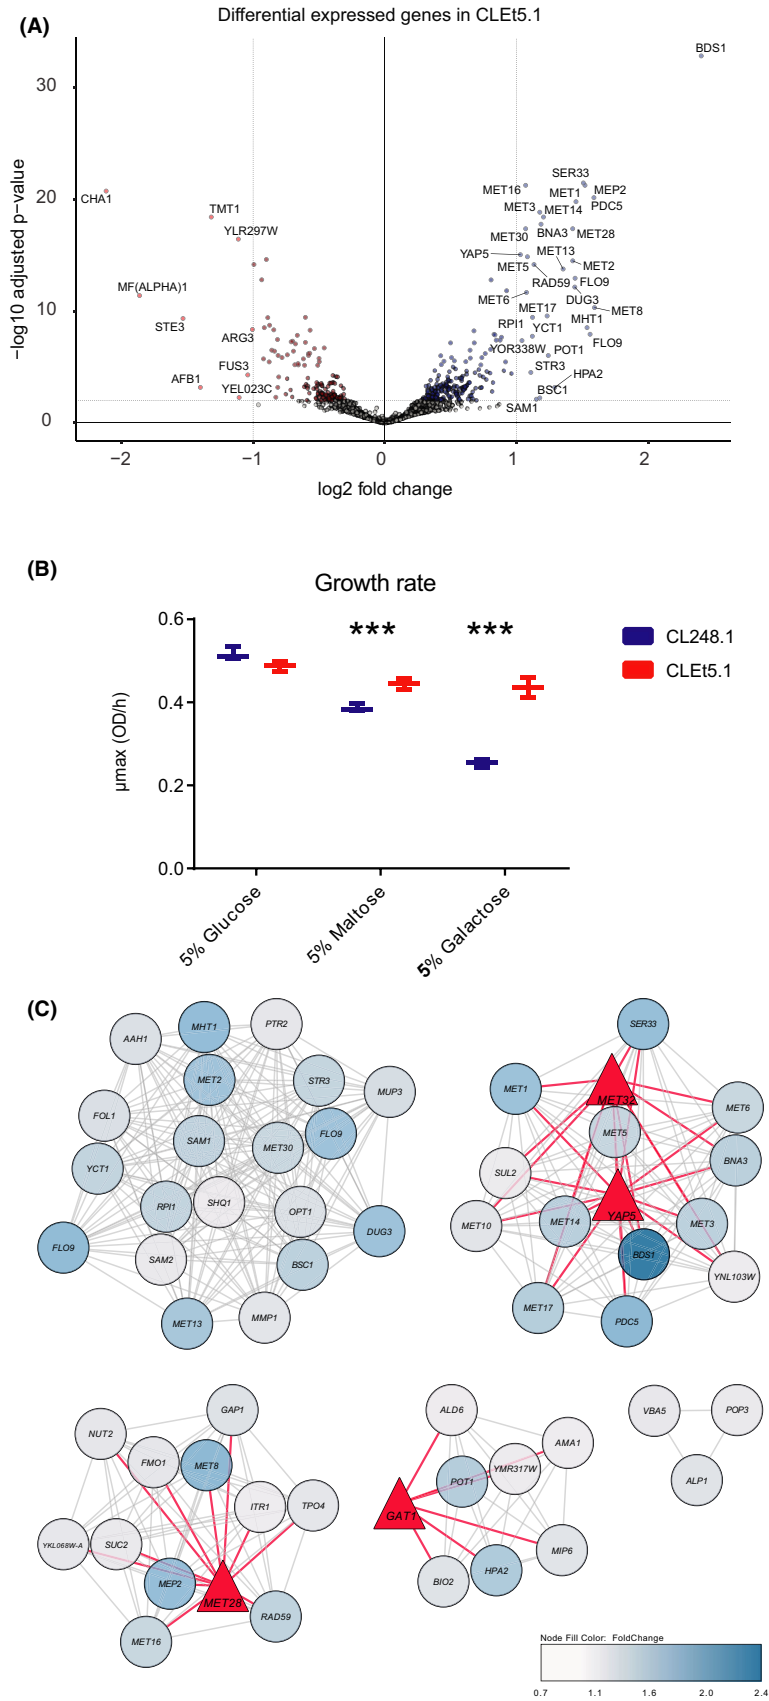 (A)
Differential expressed genes in CLEt5.1
−log10 adjusted p−value
30
20
10
0
−2
−1
0
1
2
log2 fold change
BDS1
SER33
MET16
MET1
MEP2
PDC5
CHA1
TMT1
MET3
MET14
YLR297W
MET30
BNA3
MET28
YAP5
MET13
MET5
MET2
RAD59
FLO9
MF(ALPHA)1
MET6
DUG3
MET17
MET8
STE3
RPI1
YCT1
MHT1
ARG3
YOR338W
POT1
FLO9
FUS3
STR3
HPA2
AFB1
YEL023C
BSC1
SAM1
(B)
Growth rate
µmax (OD/h)
0.6
0.4
0.2
0.0
***
***
CL248.1
CLEt5.1
5% Glucose
5% Maltose
5% Galactose
(C)
AAH1
MHT1
PTR2
MET2
STR3
MUP3
FOL1
SAM1
MET30
FLO9
YCT1
RPI1
SHQ1
OPT1
FLO9
SAM2
BSC1
DUG3
MET13
MMP1
SER33
MET1
MET32
MET6
MET5
SUL2
BNA3
MET10
MET14
YAP5
MET3
BDS1
YNL103W
MET17
PDC5
NUT2
GAP1
FMO1
MET8
ITR1
TPO4
YKL068W-A
SUC2
MEP2
MET28
RAD59
MET16
ALD6
AMA1
POT1
YMR317W
GAT1
MIP6
BIO2
HPA2
VBA5
POP3
ALP1
Node Fill Color: FoldChange
0.7
1.1
1.6
2.0
2.4